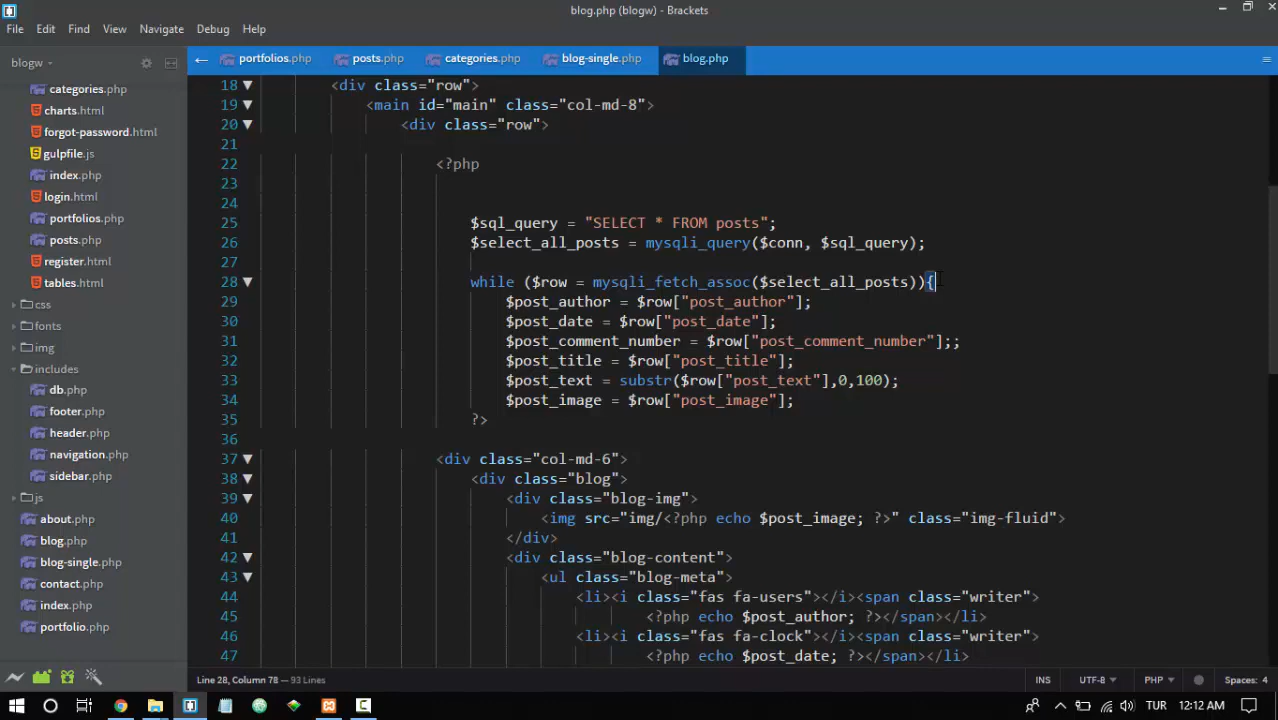 blog.php (blogw) - Brackets
File Edit Find View Navigate Debug Help
blogw
portfolios.php posts.php categories.php blog-single.php blog.php
categories.php
charts.html
forgot-password.html
gulpfile.js
index.php
login.html
portfolios.php
posts.php
register.html
tables.html
css
fonts
img
includes
db.php
footer.php
header.php
navigation.php
sidebar.php
js
about.php
blog.php
blog-single.php
contact.php
index.php
portfolio.php
18 <div class="row">
19 <main id="main" class="col-md-8">
20 <div class="row">
21
22 <?php
23
24
25 $sql_query = "SELECT * FROM posts";
26 $select_all_posts = mysqli_query($conn, $sql_query);
27
28 while ($row = mysqli_fetch_assoc($select_all_posts)){
29 $post_author = $row["post_author"];
30 $post_date = $row["post_date"];
31 $post_comment_number = $row["post_comment_number"];;
32 $post_title = $row["post_title"];
33 $post_text = substr($row["post_text"],0,100);
34 $post_image = $row["post_image"];
35 ?>
36
37 <div class="col-md-6">
38 <div class="blog">
39 <div class="blog-img">
40 <img src="img/<?php echo $post_image; ?>" class="img-fluid">
41 </div>
42 <div class="blog-content">
43 <ul class="blog-meta">
44 <li><i class="fas fa-users"></i><span class="writer">
45 <?php echo $post_author; ?></span></li>
46 <li><i class="fas fa-clock"></i><span class="writer">
47 <?php echo $post_date; ?></span></li>
Line 28, Column 78 — 93 Lines
INS UTF-8 PHP Spaces: 4
TUR 12:12 AM